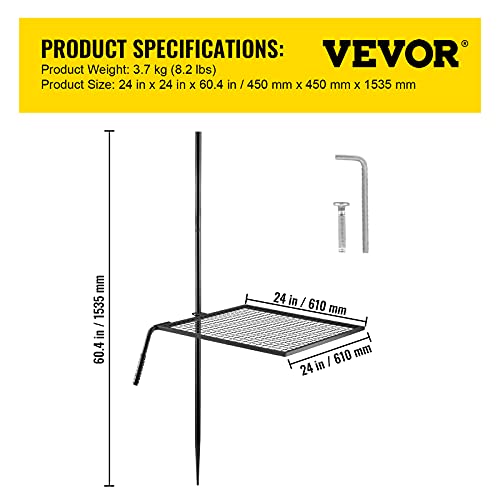 PRODUCT SPECIFICATIONS:
VEVOR®
Product Weight: 3.7 kg (8.2 lbs)
Product Size: 24 in x 24 in x 60.4 in / 450 mm x 450 mm x 1535 mm
60.4 in / 1535 mm
24 in / 610 mm
24 in / 610 mm